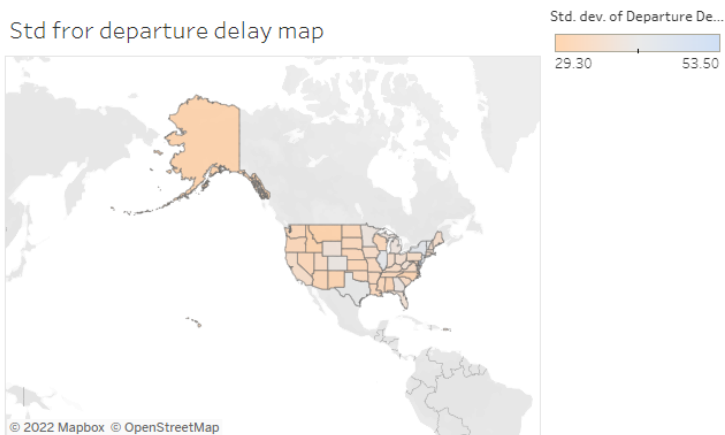 Std fror departure delay map
Std. dev. of Departure De...
29.30 53.50
© 2022 Mapbox © OpenStreetMap